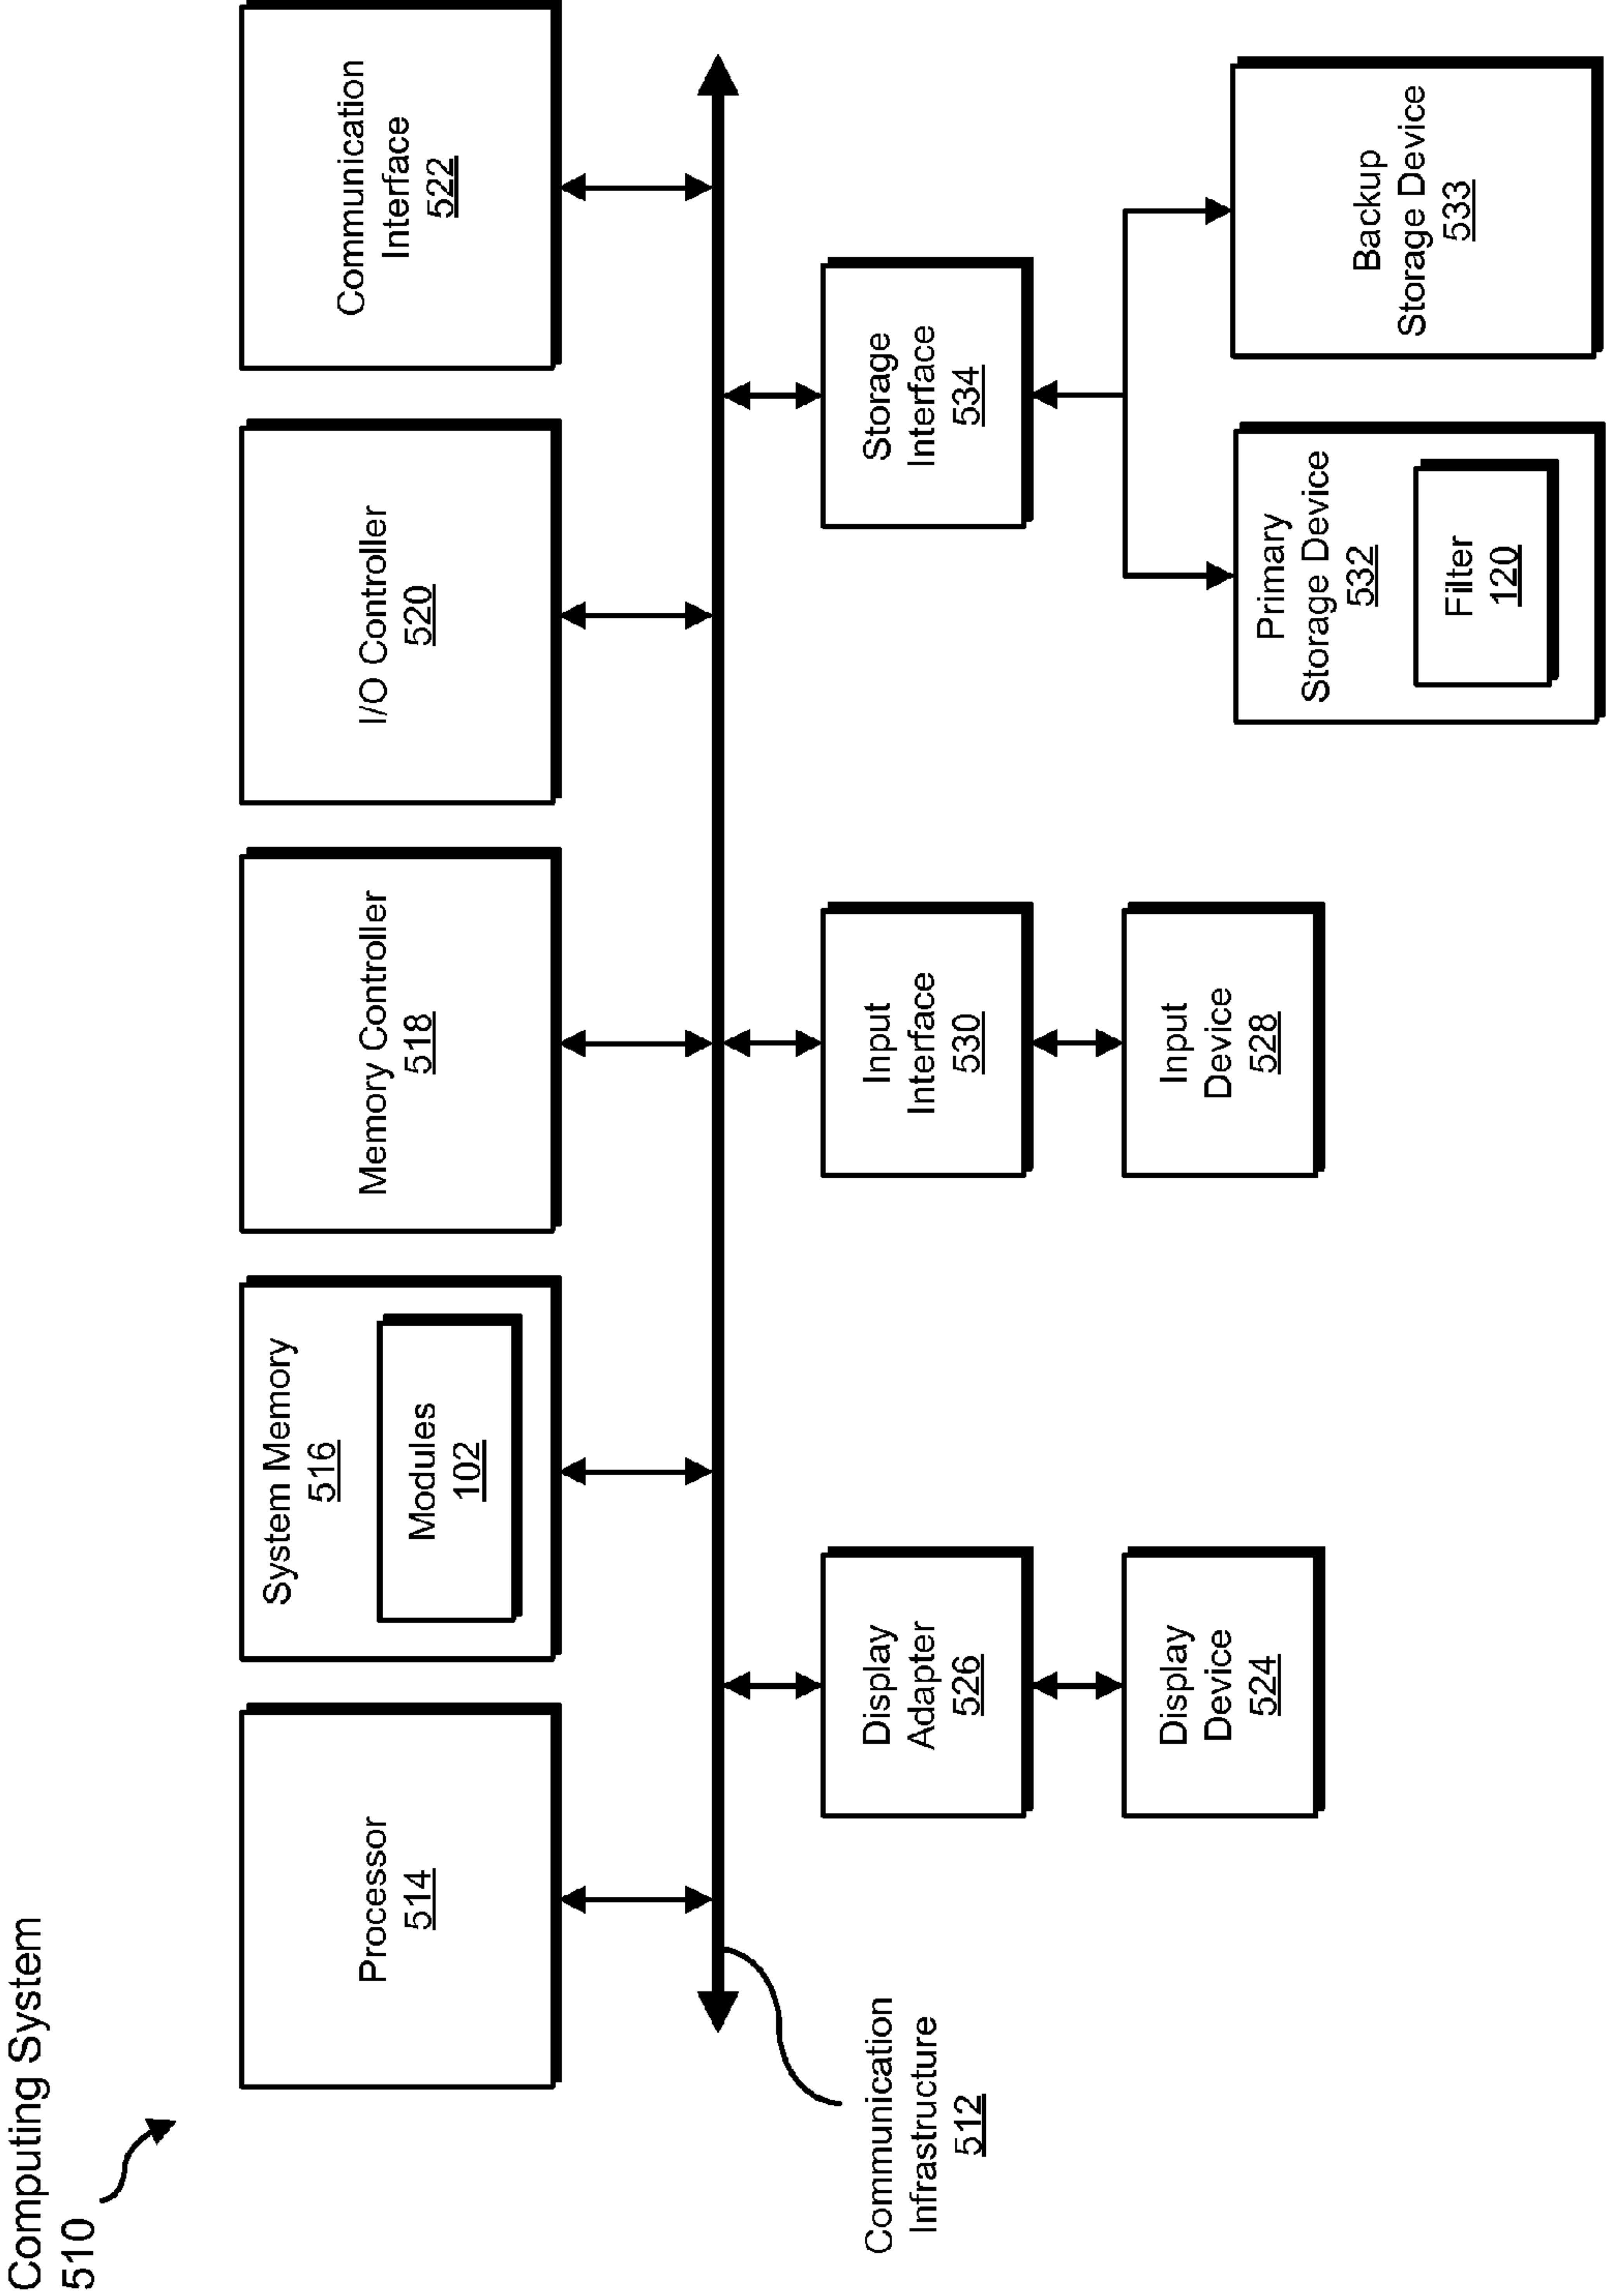 Computing System
510
Processor
514
System Memory
516
Modules
102
Memory Controller
518
I/O Controller
520
Communication
Interface
522
Communication
Infrastructure
512
Display
Adapter
526
Input
Interface
530
Storage
Interface
534
Display
Device
524
Input
Device
528
Primary
Storage Device
532
Filter
120
Backup
Storage Device
533